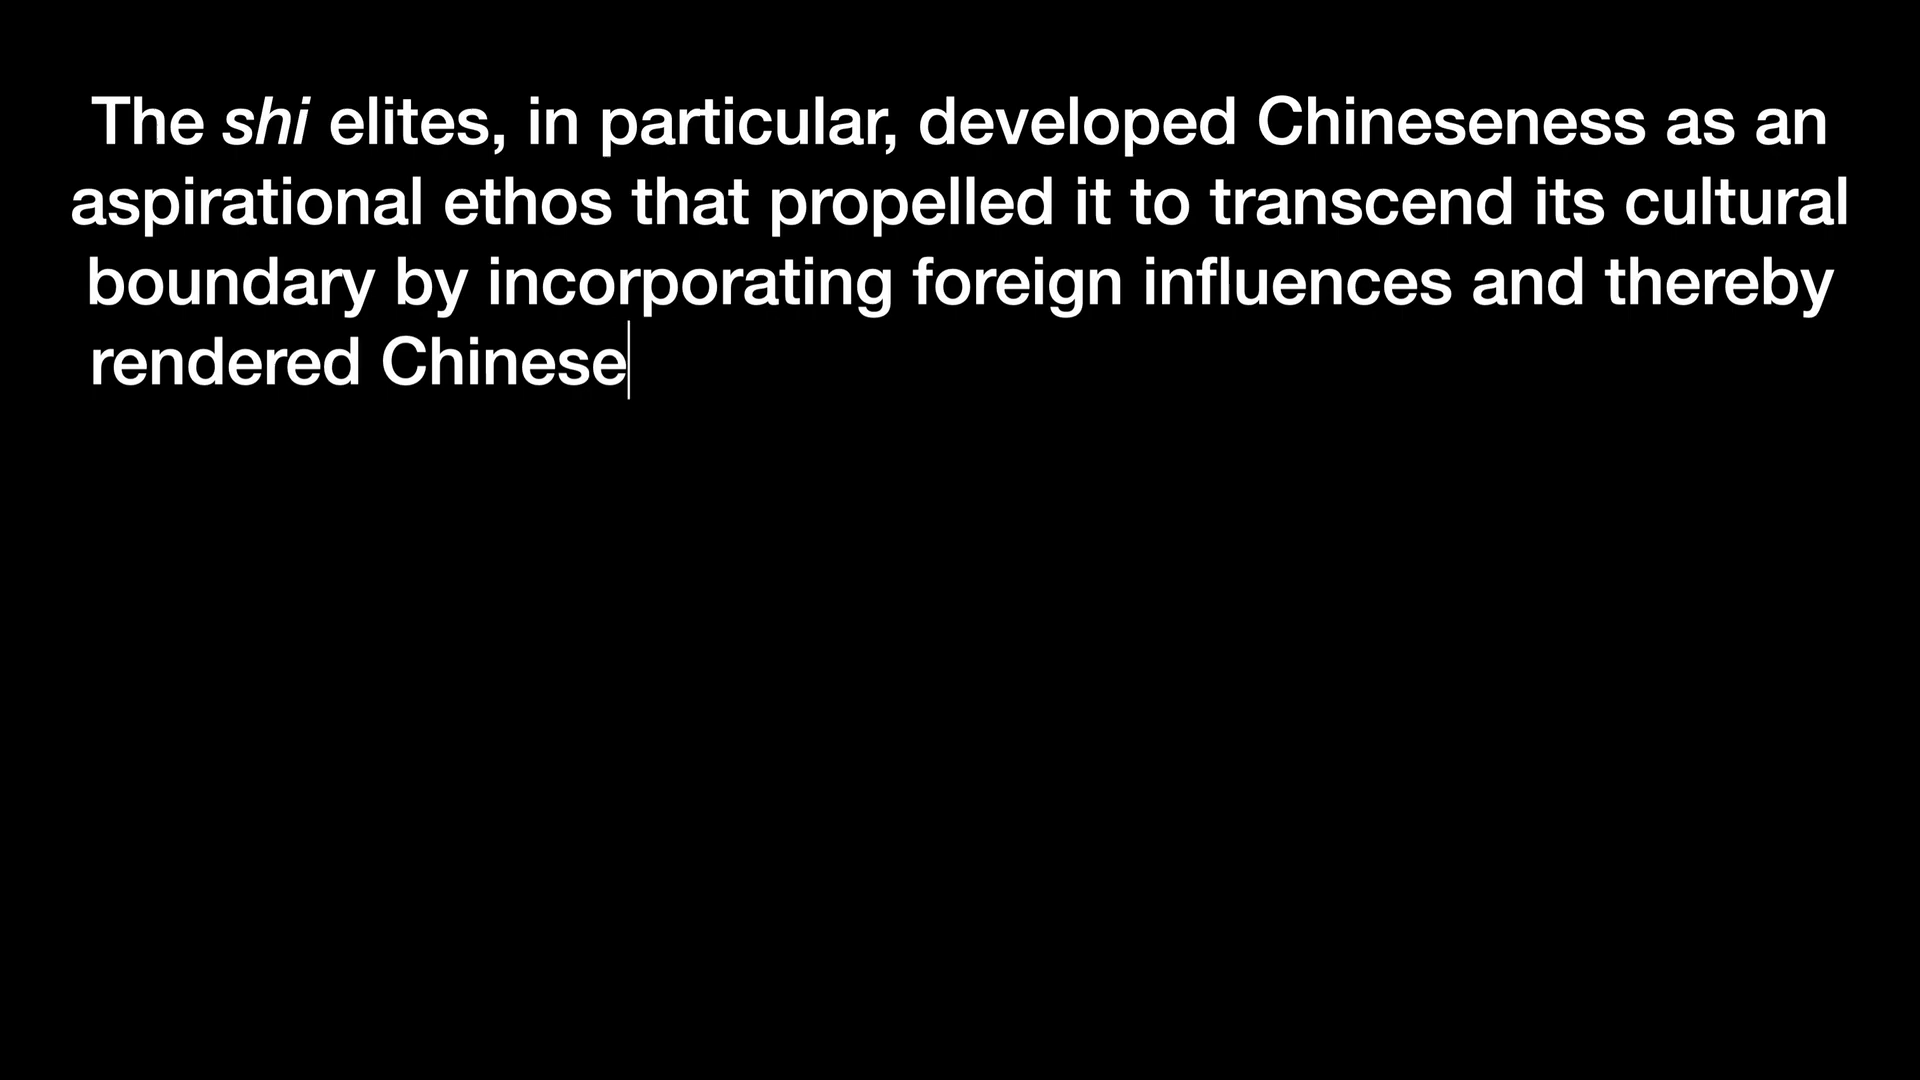 The shi elites, in particular, developed Chineseness as an
aspirational ethos that propelled it to transcend its cultural
boundary by incorporating foreign influences and thereby
rendered Chinese